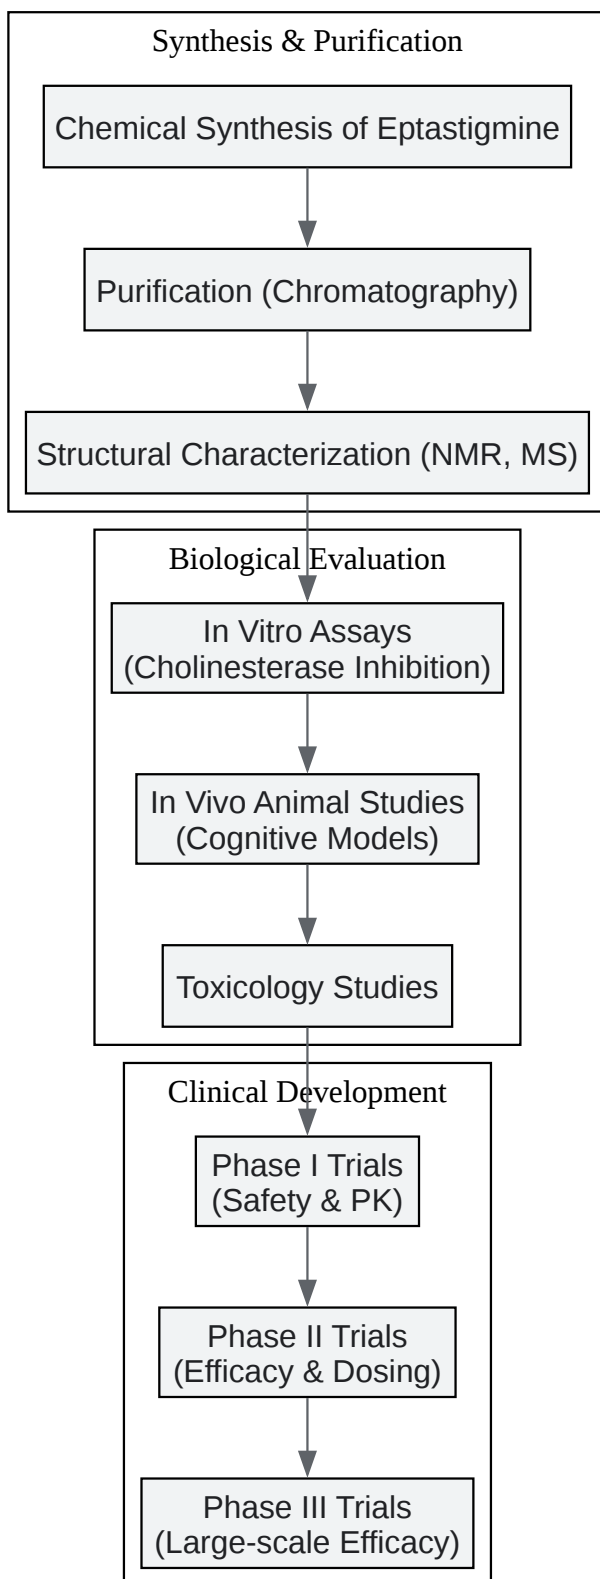 Synthesis & Purification
Chemical Synthesis of Eptastigmine
Purification (Chromatography)
Structural Characterization (NMR, MS)
Biological Evaluation
In Vitro Assays
(Cholinesterase Inhibition)
In Vivo Animal Studies
(Cognitive Models)
Toxicology Studies
Clinical Development
Phase I Trials
(Safety & PK)
Phase II Trials
(Efficacy & Dosing)
Phase III Trials
(Large-scale Efficacy)